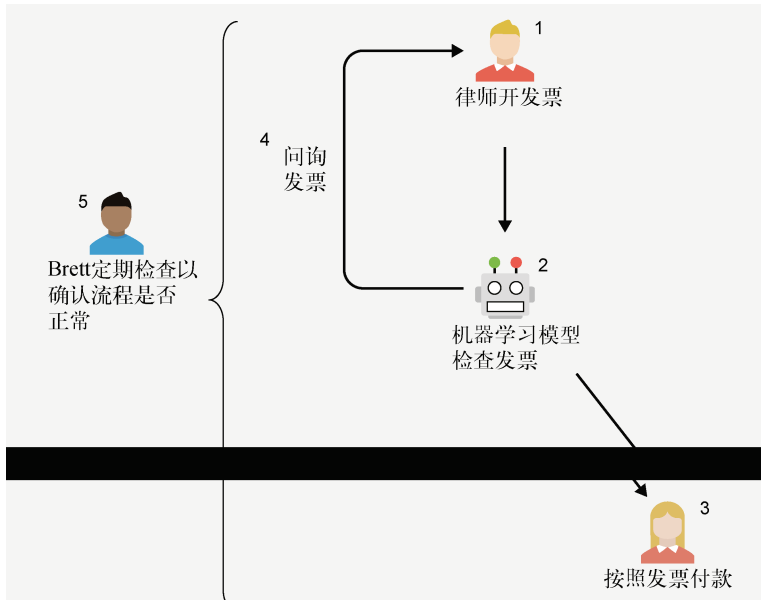 1
律师开发票
4
问询
发票
5
Brett定期检查以
确认流程是否
正常
2
机器学习模型
检查发票
3
按照发票付款